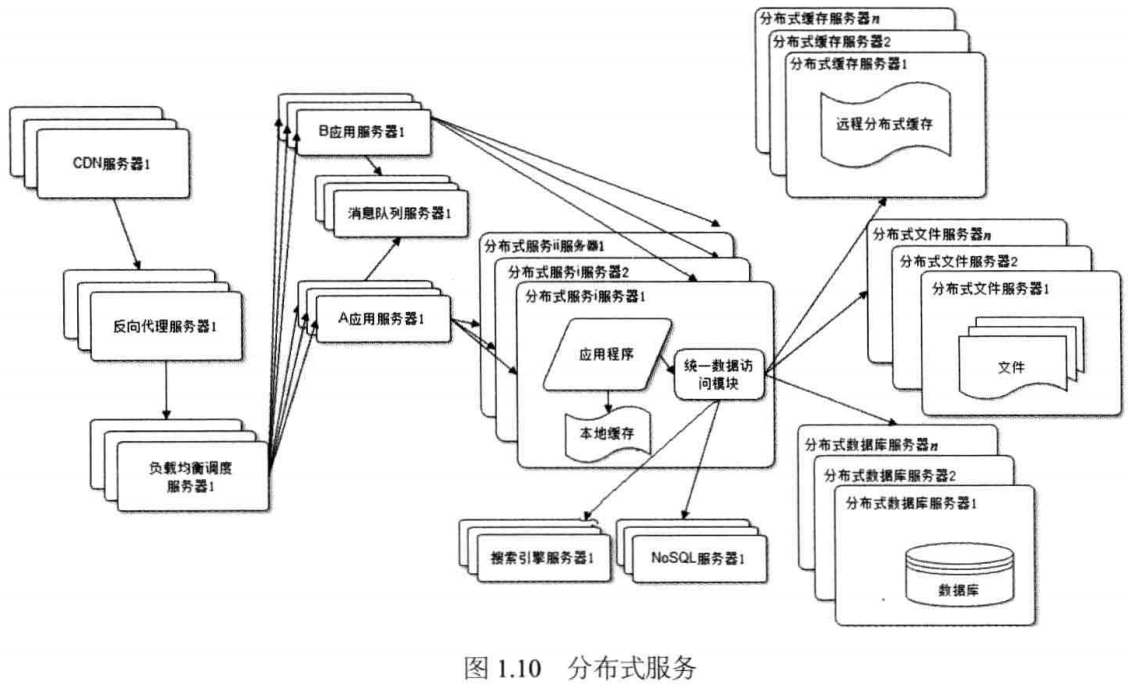 分布式缓存服务器n
分布式缓存服务器2
分布式缓存服务器1
远程分布式缓存
CDN服务器1
B应用服务器1
消息队列服务器1
反向代理服务器1
A应用服务器1
负载均衡调度
服务器1
分布式服务ii服务器1
分布式服务i服务器2
分布式服务i服务器1
应用程序
统一数据访
问模块
本地缓存
分布式文件服务器n
分布式文件服务器2
分布式文件服务器1
文件
分布式数据库服务器n
分布式数据库服务器2
分布式数据库服务器1
数据库
搜索引擎服务器1
NoSQL服务器1
图 1.10 分布式服务